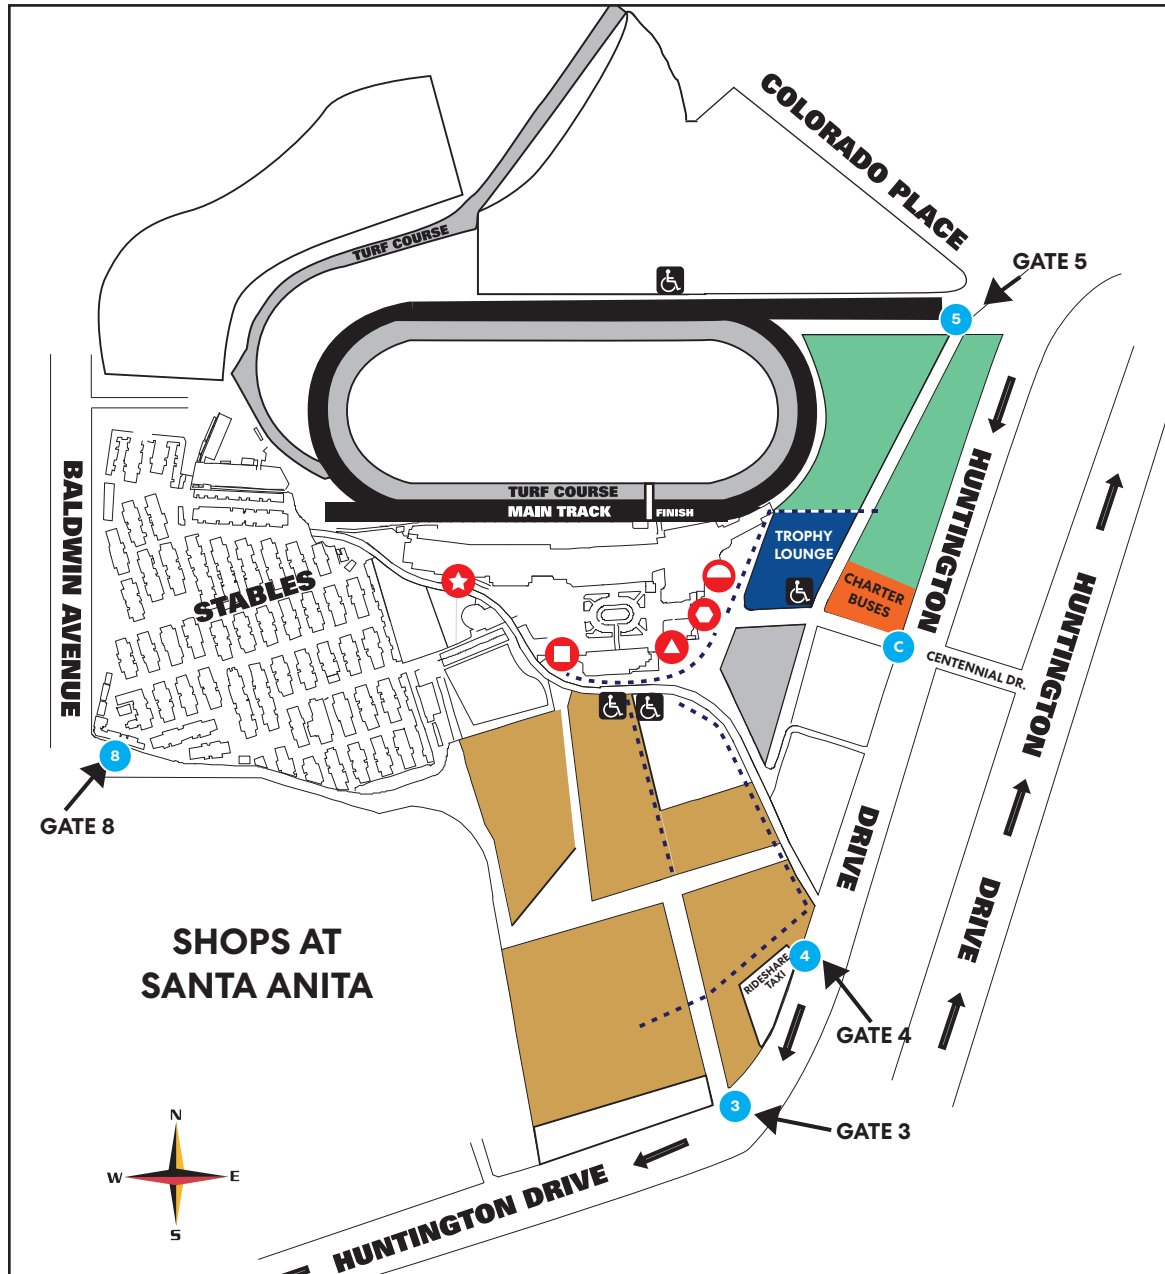 COLORADO PLACE
GATE 5
5
TURF COURSE
BALDWIN AVENUE
STABLES
TURF COURSE
MAIN TRACK
FINISH
TROPHY
LOUNGE
CHARTER
BUSES
HUNTINGTON
DRIVE
C
CENTENNIAL DR.
HUNTINGTON
DRIVE
8
GATE 8
SHOPS AT
SANTA ANITA
RIDESHARE
TAXI
4
GATE 4
3
GATE 3
HUNTINGTON DRIVE
N
W
E
S